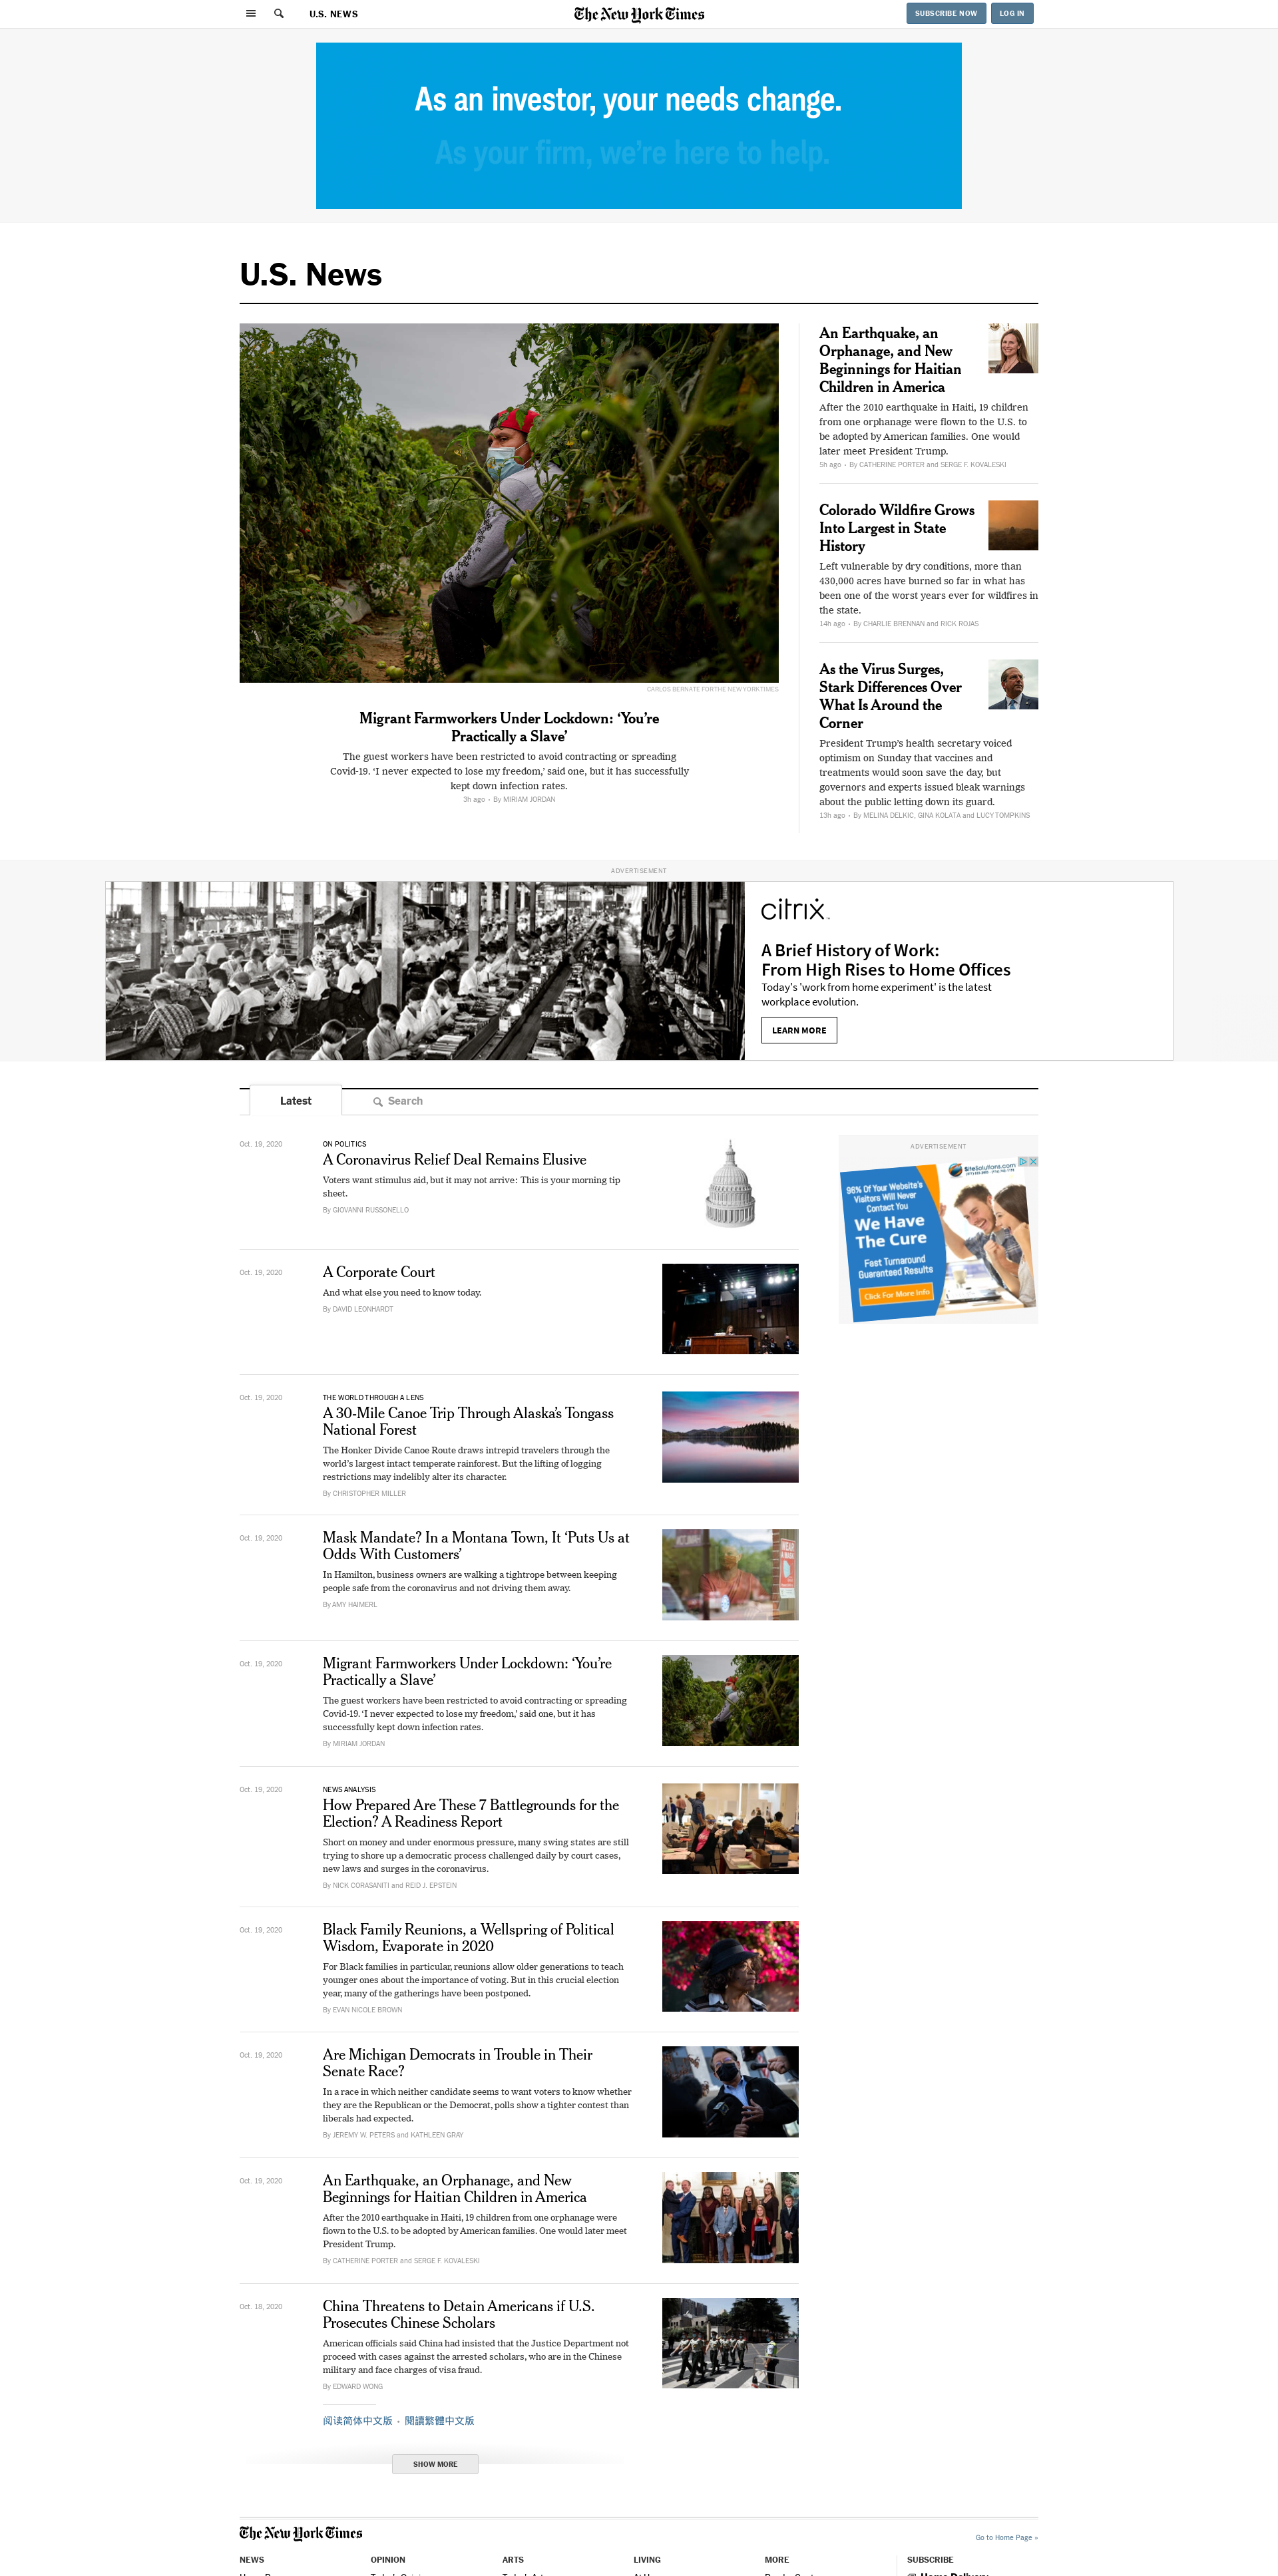 U.S. NEWS
The New York Times
SUBSCRIBE NOW
LOG IN
As an investor, your needs change.
As your firm, we're here to help.
U.S. News
CARLOS BERNATE FOR THE NEW YORK TIMES
Migrant Farmworkers Under Lockdown: ‘You’re
Practically a Slave’
The guest workers have been restricted to avoid contracting or spreading
Covid-19. ‘I never expected to lose my freedom,’ said one, but it has successfully
kept down infection rates.
3h ago • By MIRIAM JORDAN
An Earthquake, an
Orphanage, and New
Beginnings for Haitian
Children in America
After the 2010 earthquake in Haiti, 19 children
from one orphanage were flown to the U.S. to
be adopted by American families. One would
later meet President Trump.
5h ago • By CATHERINE PORTER and SERGE F. KOVALESKI
Colorado Wildfire Grows
Into Largest in State
History
Left vulnerable by dry conditions, more than
430,000 acres have burned so far in what has
been one of the worst years ever for wildfires in
the state.
14h ago • By CHARLIE BRENNAN and RICK ROJAS
As the Virus Surges,
Stark Differences Over
What Is Around the
Corner
President Trump’s health secretary voiced
optimism on Sunday that vaccines and
treatments would soon save the day, but
governors and experts issued bleak warnings
about the public letting down its guard.
13h ago • By MELINA DELKIC, GINA KOLATA and LUCY TOMPKINS
ADVERTISEMENT
citrix
A Brief History of Work:
From High Rises to Home Offices
Today's 'work from home experiment' is the latest
workplace evolution.
LEARN MORE
Latest
Search
Oct. 19, 2020
ON POLITICS
A Coronavirus Relief Deal Remains Elusive
Voters want stimulus aid, but it may not arrive: This is your morning tip
sheet.
By GIOVANNI RUSSONELLO
ADVERTISEMENT
SiteSolutions.com
96% Of Your Website's
Visitors Will Never
Contact You
We Have
The Cure
Fast Turnaround
Guaranteed Results
Click For More Info
Oct. 19, 2020
A Corporate Court
And what else you need to know today.
By DAVID LEONHARDT
Oct. 19, 2020
THE WORLD THROUGH A LENS
A 30-Mile Canoe Trip Through Alaska’s Tongass
National Forest
The Honker Divide Canoe Route draws intrepid travelers through the
world’s largest intact temperate rainforest. But the lifting of logging
restrictions may indelibly alter its character.
By CHRISTOPHER MILLER
Oct. 19, 2020
Mask Mandate? In a Montana Town, It ‘Puts Us at
Odds With Customers’
In Hamilton, business owners are walking a tightrope between keeping
people safe from the coronavirus and not driving them away.
By AMY HAIMERL
Oct. 19, 2020
Migrant Farmworkers Under Lockdown: ‘You’re
Practically a Slave’
The guest workers have been restricted to avoid contracting or spreading
Covid-19. ‘I never expected to lose my freedom,’ said one, but it has
successfully kept down infection rates.
By MIRIAM JORDAN
Oct. 19, 2020
NEWS ANALYSIS
How Prepared Are These 7 Battlegrounds for the
Election? A Readiness Report
Short on money and under enormous pressure, many swing states are still
trying to shore up a democratic process challenged daily by court cases,
new laws and surges in the coronavirus.
By NICK CORASANITI and REID J. EPSTEIN
Oct. 19, 2020
Black Family Reunions, a Wellspring of Political
Wisdom, Evaporate in 2020
For Black families in particular, reunions allow older generations to teach
younger ones about the importance of voting. But in this crucial election
year, many of the gatherings have been postponed.
By EVAN NICOLE BROWN
Oct. 19, 2020
Are Michigan Democrats in Trouble in Their
Senate Race?
In a race in which neither candidate seems to want voters to know whether
they are the Republican or the Democrat, polls show a tighter contest than
liberals had expected.
By JEREMY W. PETERS and KATHLEEN GRAY
Oct. 19, 2020
An Earthquake, an Orphanage, and New
Beginnings for Haitian Children in America
After the 2010 earthquake in Haiti, 19 children from one orphanage were
flown to the U.S. to be adopted by American families. One would later meet
President Trump.
By CATHERINE PORTER and SERGE F. KOVALESKI
Oct. 18, 2020
China Threatens to Detain Americans if U.S.
Prosecutes Chinese Scholars
American officials said China had insisted that the Justice Department not
proceed with cases against the arrested scholars, who are in the Chinese
military and face charges of visa fraud.
By EDWARD WONG
阅读简体中文版 • 閱讀繁體中文版
SHOW MORE
The New York Times
Go to Home Page »
NEWS
OPINION
ARTS
LIVING
MORE
SUBSCRIBE